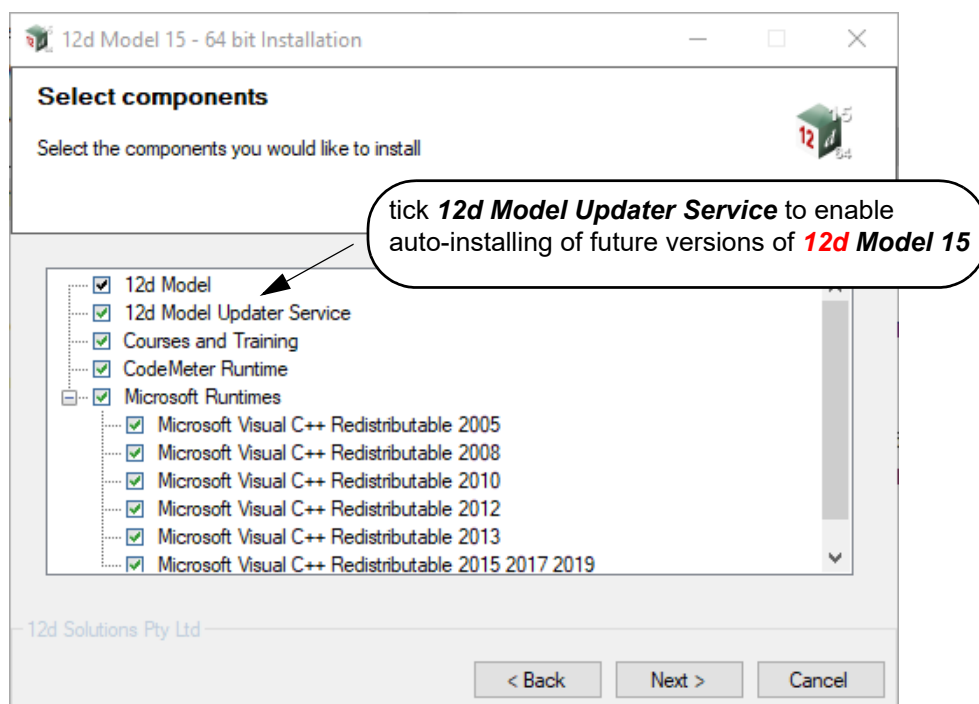 12d Model 15 - 64 bit Installation
Select components
Select the components you would like to install
15
12 d
64
tick 12d Model Updater Service to enable
auto-installing of future versions of 12d Model 15
12d Model
12d Model Updater Service
Courses and Training
CodeMeter Runtime
Microsoft Runtimes
Microsoft Visual C++ Redistributable 2005
Microsoft Visual C++ Redistributable 2008
Microsoft Visual C++ Redistributable 2010
Microsoft Visual C++ Redistributable 2012
Microsoft Visual C++ Redistributable 2013
Microsoft Visual C++ Redistributable 2015 2017 2019
12d Solutions Pty Ltd
< Back Next > Cancel